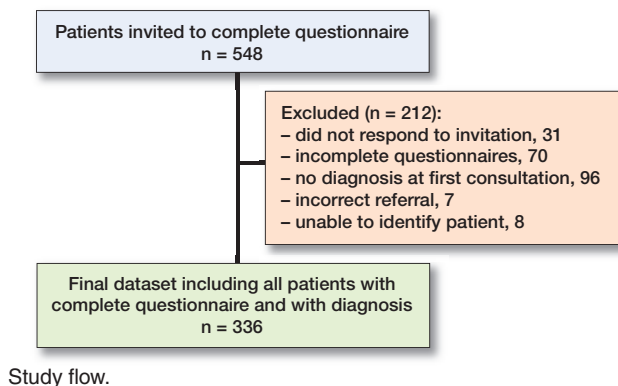 Patients invited to complete questionnaire
n = 548
Excluded (n = 212):
– did not respond to invitation, 31
– incomplete questionnaires, 70
– no diagnosis at first consultation, 96
– incorrect referral, 7
– unable to identify patient, 8
Final dataset including all patients with
complete questionnaire and with diagnosis
n = 336
Study flow.